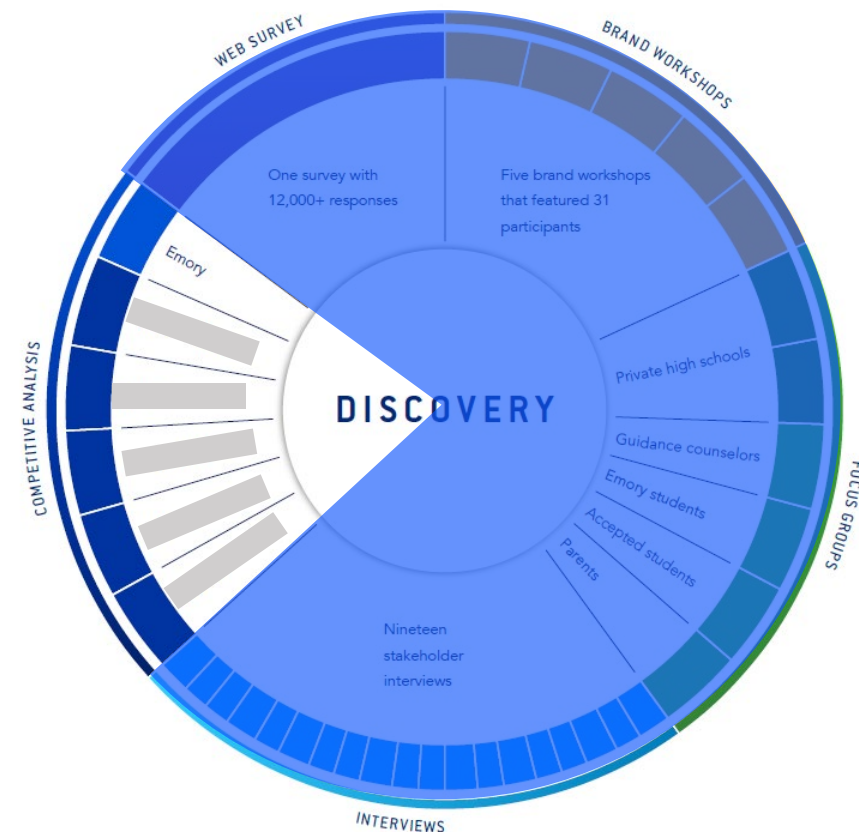 WEB SURVEY
BRAND WORKSHOPS
One survey with
12,000+ responses
Five brand workshops
that featured 31
participants
Emory
COMPETITIVE ANALYSIS
DISCOVERY
Private high schools
Guidance counselors
Emory students
Accepted students
Parents
FOCUS GROUPS
Nineteen
stakeholder
interviews
INTERVIEWS